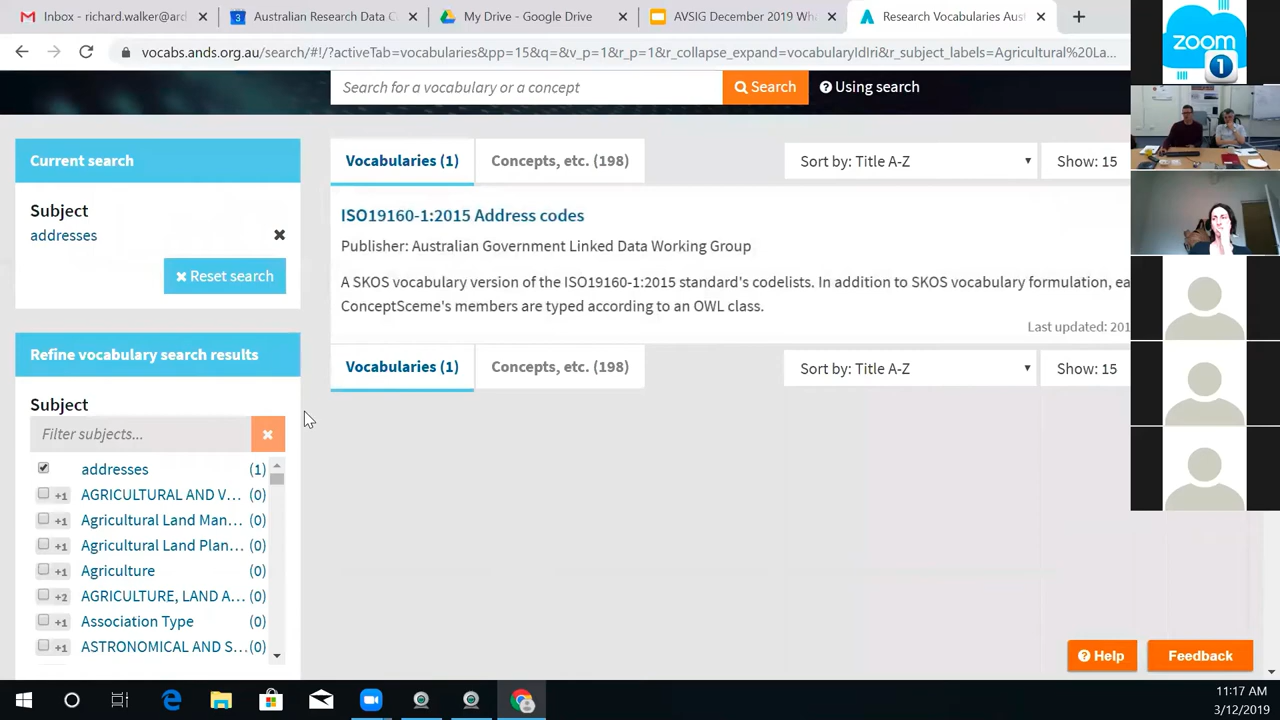 Inbox - richard.walker@ard
Australian Research Data C
My Drive - Google Drive
AVSIG December 2019 Wh
Research Vocabularies Aus
vocabs.ands.org.au/search/#!/?activeTab=vocabularies&pp=15&q=&v_p=1&r_p=1&r_collapse_expand=vocabularyIdIri&r_subject_labels=Agricultural%20La...
zoom
1
Search for a vocabulary or a concept
Search
Using search
Current search
Subject
addresses
Reset search
Vocabularies (1)
Concepts, etc. (198)
Sort by: Title A-Z
Show: 15
ISO19160-1:2015 Address codes
Publisher: Australian Government Linked Data Working Group
A SKOS vocabulary version of the ISO19160-1:2015 standard's codelists. In addition to SKOS vocabulary formulation, ea
ConceptSceme's members are typed according to an OWL class.
Last updated: 201
Vocabularies (1)
Concepts, etc. (198)
Sort by: Title A-Z
Show: 15
Refine vocabulary search results
Subject
Filter subjects...
addresses (1)
+1 AGRICULTURAL AND V... (0)
+1 Agricultural Land Man... (0)
+1 Agricultural Land Plan... (0)
+1 Agriculture (0)
+2 AGRICULTURE, LAND A... (0)
+1 Association Type (0)
+1 ASTRONOMICAL AND S... (0)
Help
Feedback
11:17 AM
3/12/2019